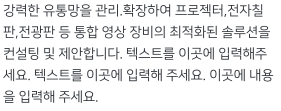 강력한 유통망을 관리.확장하여 프로젝터,전자칠
판,전광판 등 통합 영상 장비의 최적화된 솔루션을
컨설팅 및 제안합니다. 텍스트를 이곳에 입력해주
세요. 텍스트를 이곳에 입력해 주세요. 이곳에 내용
을 입력해 주세요.